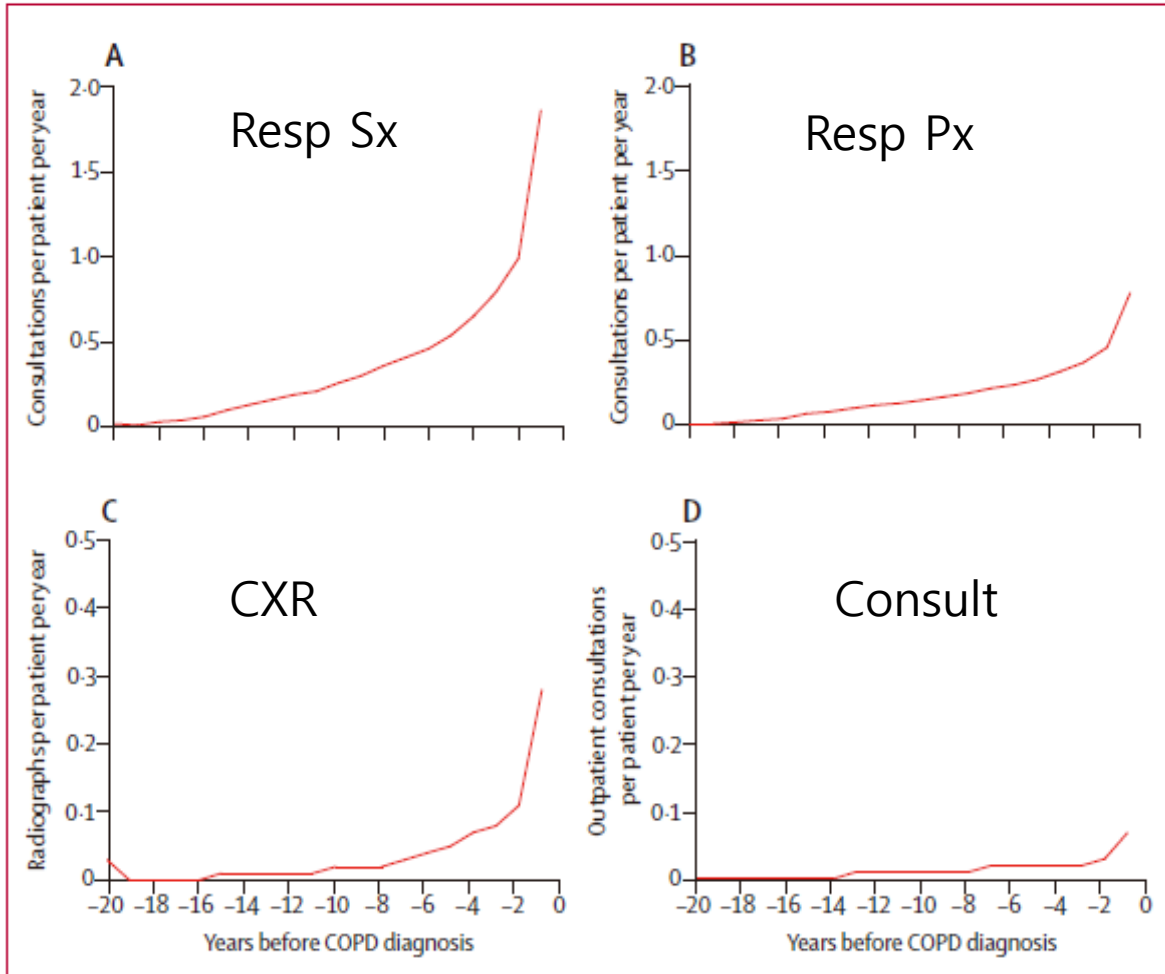 A
Consultations per patient per year
2·0
1·5
1·0
0·5
0
Resp Sx
B
Consultations per patient per year
2·0
1·5
1·0
0·5
0
Resp Px
C
Radiographs per patient per year
0·5
0·4
0·3
0·2
0·1
0
CXR
–20 –18 –16 –14 –12 –10 –8 –6 –4 –2 0
Years before COPD diagnosis
D
Outpatient consultations
per patient per year
0·5
0·4
0·3
0·2
0·1
0
Consult
–20 –18 –16 –14 –12 –10 –8 –6 –4 –2 0
Years before COPD diagnosis